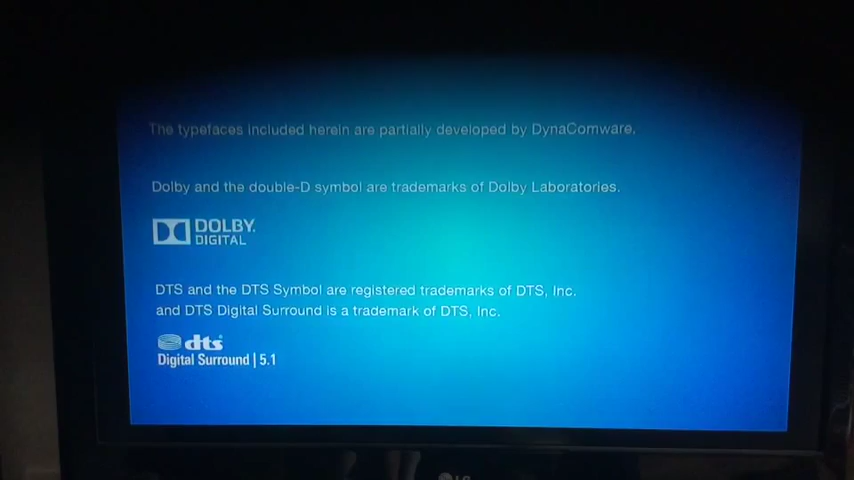 The typefaces included herein are partially developed by DynaComware.
Dolby and the double-D symbol are trademarks of Dolby Laboratories.
DOLBY.
DIGITAL
DTS and the DTS Symbol are registered trademarks of DTS, Inc.
and DTS Digital Surround is a trademark of DTS, Inc.
dts
Digital Surround | 5.1
LG